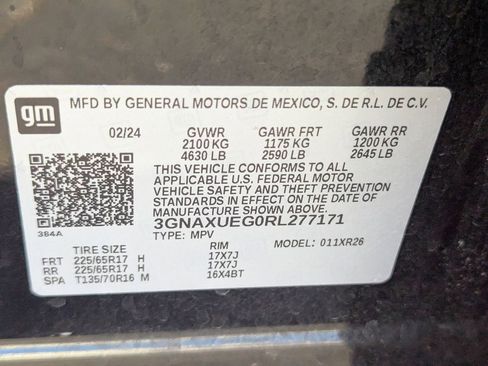 gm
MFD BY GENERAL MOTORS DE MEXICO, S. DE R.L. DE C.V.
02/24 GVWR GAWR FRT GAWR RR
2100 KG 1175 KG 1200 KG
4630 LB 2590 LB 2645 LB
THIS VEHICLE CONFORMS TO ALL
APPLICABLE U.S. FEDERAL MOTOR
VEHICLE SAFETY AND THEFT PREVENTION
STANDARDS IN EFFECT ON THE DATE OF
MANUFACTURE SHOWN ABOVE.
3GNAXUEG0RL277171
384A TYPE: MPV MODEL: 011XR26
TIRE SIZE RIM
FRT 225/65R17 H 17X7J
RR 225/65R17 H 17X7J
SPA T135/70R16 M 16X4BT